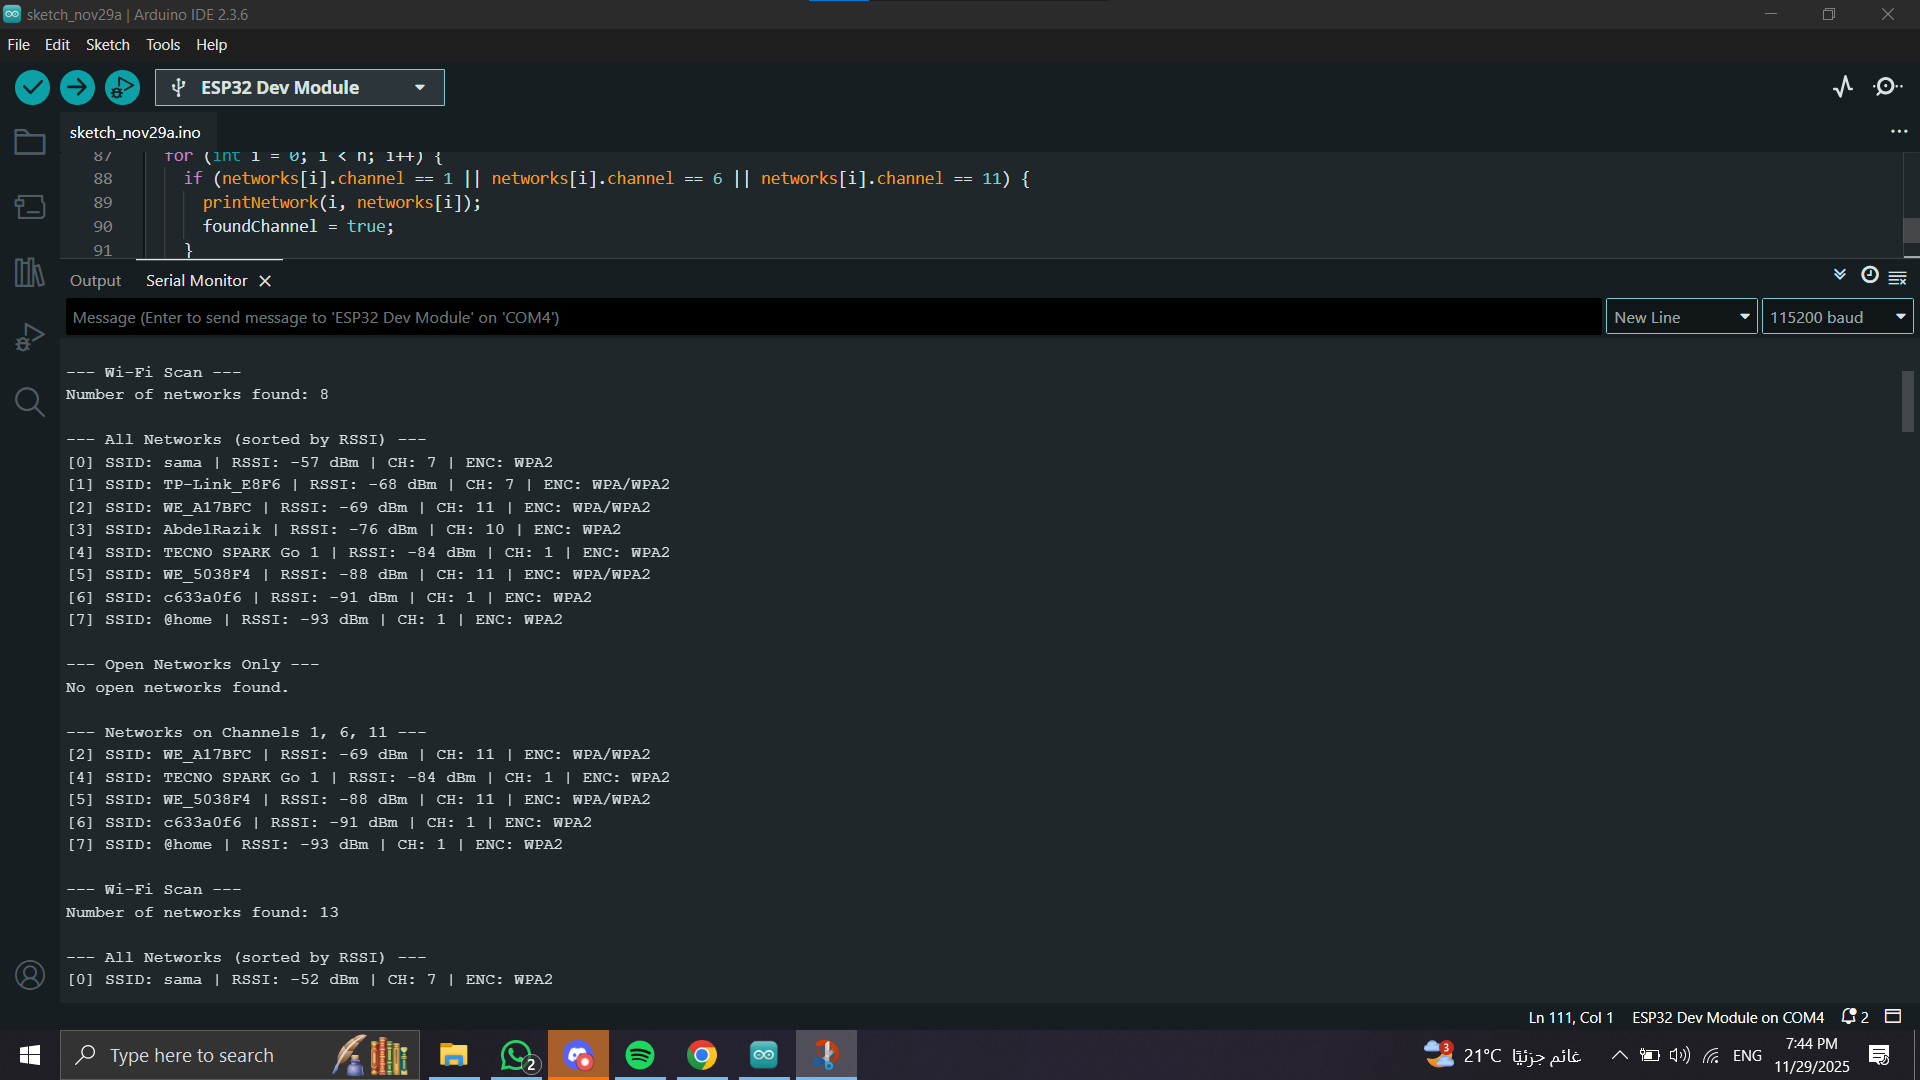 sketch_nov29a | Arduino IDE 2.3.6
File Edit Sketch Tools Help
ESP32 Dev Module
sketch_nov29a.ino
87 for (int i = 0; i < n; i++) {
88 if (networks[i].channel == 1 || networks[i].channel == 6 || networks[i].channel == 11) {
89 printNetwork(i, networks[i]);
90 foundChannel = true;
91 }
Output Serial Monitor
Message (Enter to send message to 'ESP32 Dev Module' on 'COM4') New Line 115200 baud
--- Wi-Fi Scan ---
Number of networks found: 8
--- All Networks (sorted by RSSI) ---
[0] SSID: sama | RSSI: -57 dBm | CH: 7 | ENC: WPA2
[1] SSID: TP-Link_E8F6 | RSSI: -68 dBm | CH: 7 | ENC: WPA/WPA2
[2] SSID: WE_A17BFC | RSSI: -69 dBm | CH: 11 | ENC: WPA/WPA2
[3] SSID: AbdelRazik | RSSI: -76 dBm | CH: 10 | ENC: WPA2
[4] SSID: TECNO SPARK Go 1 | RSSI: -84 dBm | CH: 1 | ENC: WPA2
[5] SSID: WE_5038F4 | RSSI: -88 dBm | CH: 11 | ENC: WPA/WPA2
[6] SSID: c633a0f6 | RSSI: -91 dBm | CH: 1 | ENC: WPA2
[7] SSID: @home | RSSI: -93 dBm | CH: 1 | ENC: WPA2
--- Open Networks Only ---
No open networks found.
--- Networks on Channels 1, 6, 11 ---
[2] SSID: WE_A17BFC | RSSI: -69 dBm | CH: 11 | ENC: WPA/WPA2
[4] SSID: TECNO SPARK Go 1 | RSSI: -84 dBm | CH: 1 | ENC: WPA2
[5] SSID: WE_5038F4 | RSSI: -88 dBm | CH: 11 | ENC: WPA/WPA2
[6] SSID: c633a0f6 | RSSI: -91 dBm | CH: 1 | ENC: WPA2
[7] SSID: @home | RSSI: -93 dBm | CH: 1 | ENC: WPA2
--- Wi-Fi Scan ---
Number of networks found: 13
--- All Networks (sorted by RSSI) ---
[0] SSID: sama | RSSI: -52 dBm | CH: 7 | ENC: WPA2
Ln 111, Col 1 ESP32 Dev Module on COM4 2
Type here to search 2 3 21°C غائم جزئيًا ENG 7:44 PM
11/29/2025